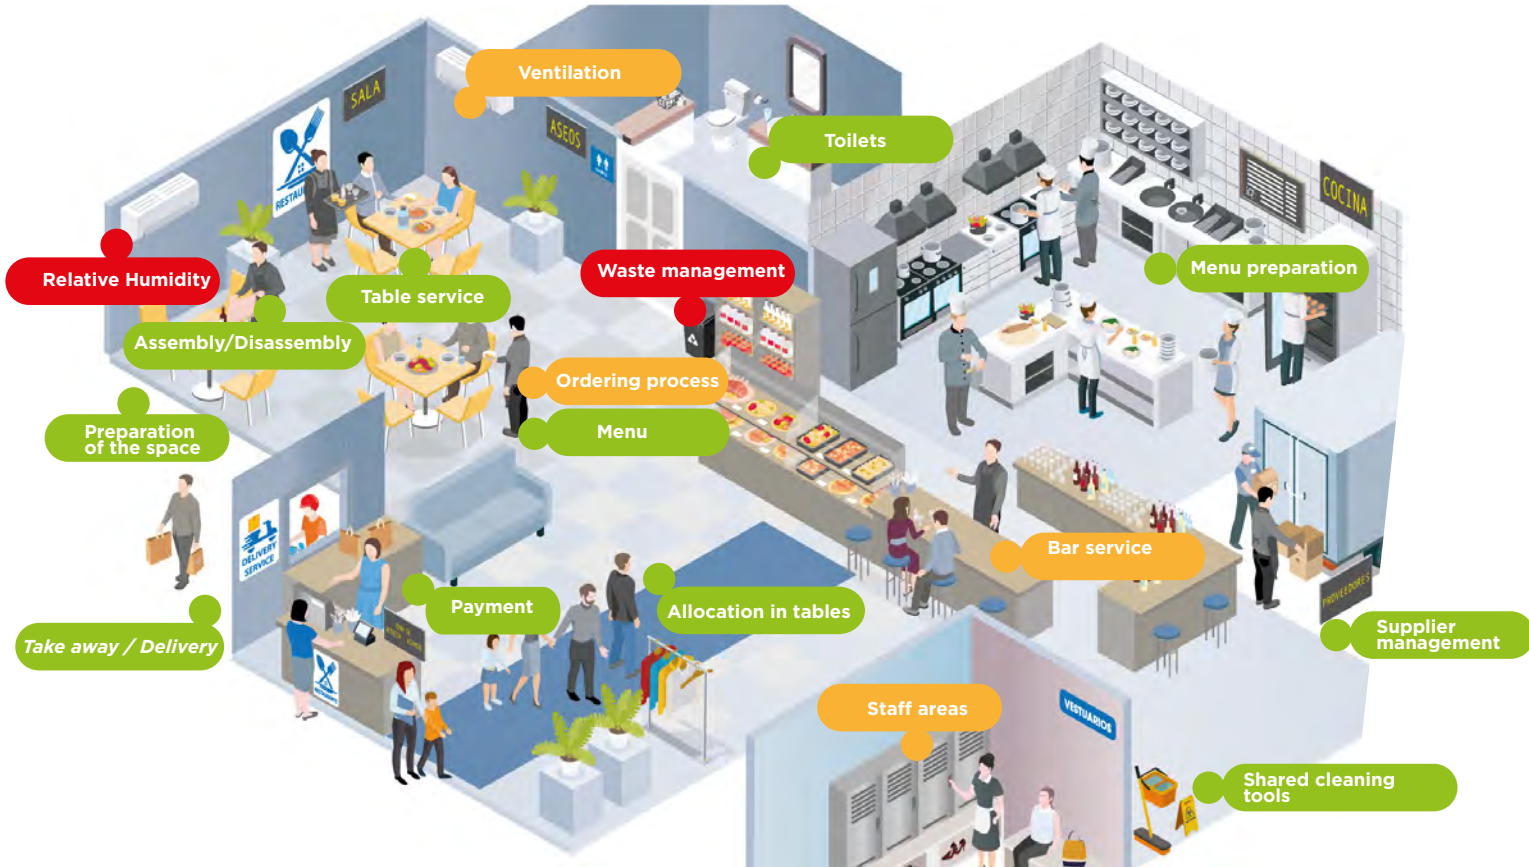 Ventilation
SALA
ASEOS
Toilets
COCINA
RESTAU
Relative Humidity
Table service
Waste management
Menu preparation
Assembly/Disassembly
Ordering process
Menu
Preparation
of the space
DELIVERY
SERVICE
Bar service
Payment
Allocation in tables
PROVEEDORES
Take away / Delivery
Supplier
management
Staff areas
VESTUARIOS
Shared cleaning
tools